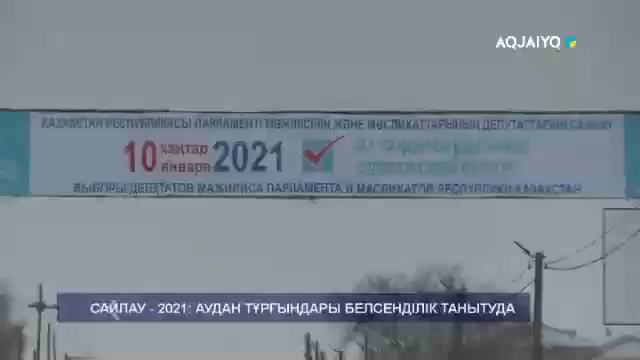 AQJAIYQ
ҚАЗАҚСТАН РЕСПУБЛИКАСЫ ПАРЛАМЕНТІ МӘЖІЛІСІНІҢ ЖӘНЕ МӘСЛИХАТТАРЫНЫҢ ДЕПУТАТТАРЫН САЙЛАУ
10 қаңтар января 2021
ВЫБОРЫ ДЕПУТАТОВ МАЖИЛИСА ПАРЛАМЕНТА И МАСЛИХАТОВ РЕСПУБЛИКИ КАЗАХСТАН
САЙЛАУ - 2021: АУДАН ТҰРҒЫНДАРЫ БЕЛСЕНДІЛІК ТАНЫТУДА